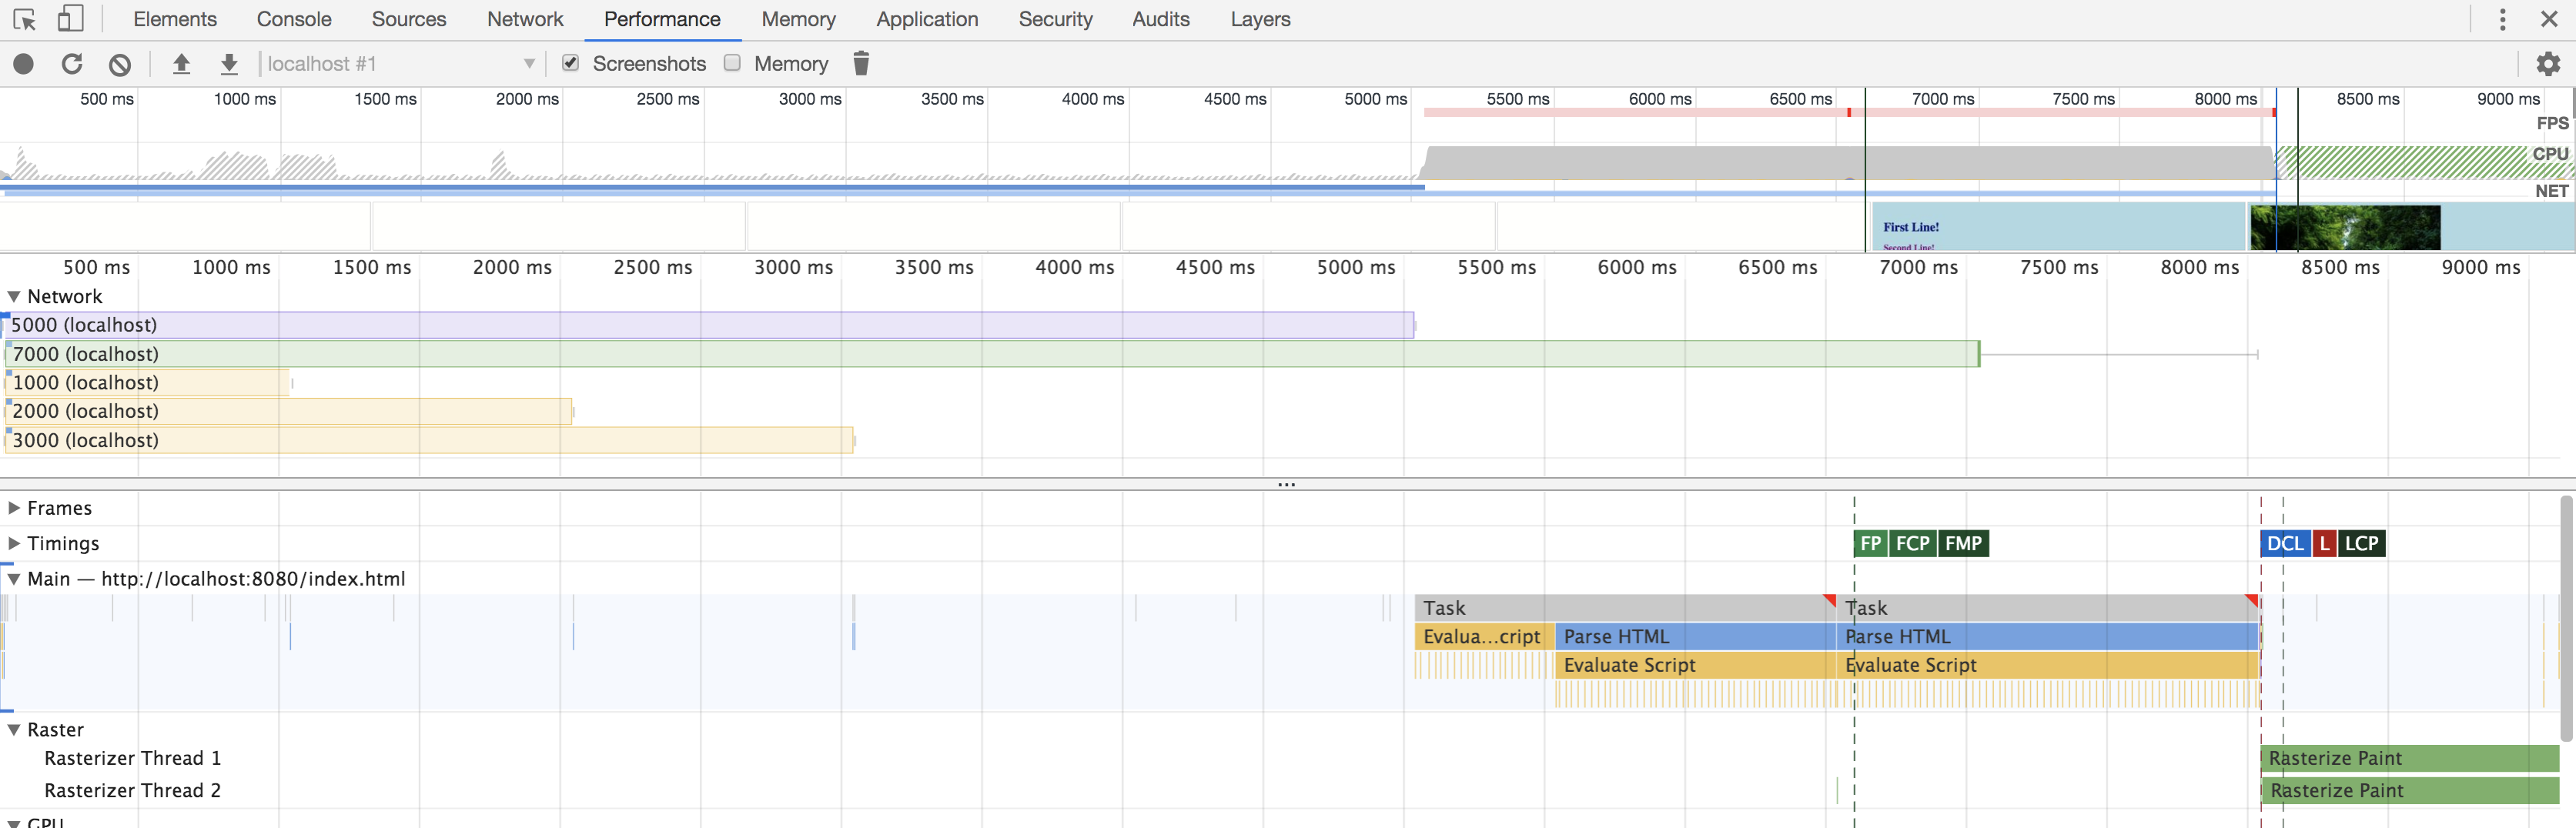 Elements Console Sources Network Performance Memory Application Security Audits Layers
localhost #1 Screenshots Memory
500 ms 1000 ms 1500 ms 2000 ms 2500 ms 3000 ms 3500 ms 4000 ms 4500 ms 5000 ms 5500 ms 6000 ms 6500 ms 7000 ms 7500 ms 8000 ms 8500 ms 9000 ms
FPS
CPU
NET
First Line!
Second Line!
500 ms 1000 ms 1500 ms 2000 ms 2500 ms 3000 ms 3500 ms 4000 ms 4500 ms 5000 ms 5500 ms 6000 ms 6500 ms 7000 ms 7500 ms 8000 ms 8500 ms 9000 ms
Network
5000 (localhost)
7000 (localhost)
1000 (localhost)
2000 (localhost)
3000 (localhost)
Frames
Timings FP FCP FMP DCL L LCP
Main — http://localhost:8080/index.html
Task Task
Evalua...cript Parse HTML Parse HTML
Evaluate Script Evaluate Script
Raster
Rasterizer Thread 1 Rasterize Paint
Rasterizer Thread 2 Rasterize Paint
GPU